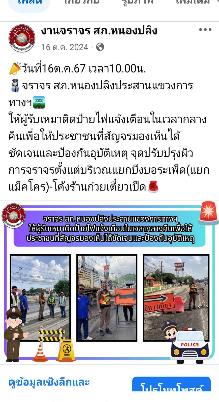 งานจราจร สภ.หนองปลิง
16 ต.ค. 2024
วันที่16ต.ค.67 เวลา10.00น.
จราจร สภ.หนองปลิงประสานแขวงการ
ทางฯ
ให้ผู้รับเหมาติดป้ายไฟแจ้งเตือนในเวลากลาง
คืนเพื่อให้ประชาชนที่สัญจรมองเห็นได้
ชัดเจนและป้องกันอุบัติเหตุ จุดปรับปรุงผิว
การจราจรตั้งแต่บริเวณแยกบึงบอระเพ็ด(แยก
แม็คโคร)-โค้งร้านก๋วยเตี๋ยวเป็ด
จราจร สภ.หนองปลิงประสานแขวงการทางฯ
ให้ผู้รับเหมาติดป้ายไฟแจ้งเตือนในเวลากลางคืนเพื่อให้
ประชาชนที่สัญจรมองเห็นได้ชัดเจนและป้องกันอุบัติเหตุ
POLICE
ดูข้อมูลเชิงลึกและ
โปรโมทโพสต์